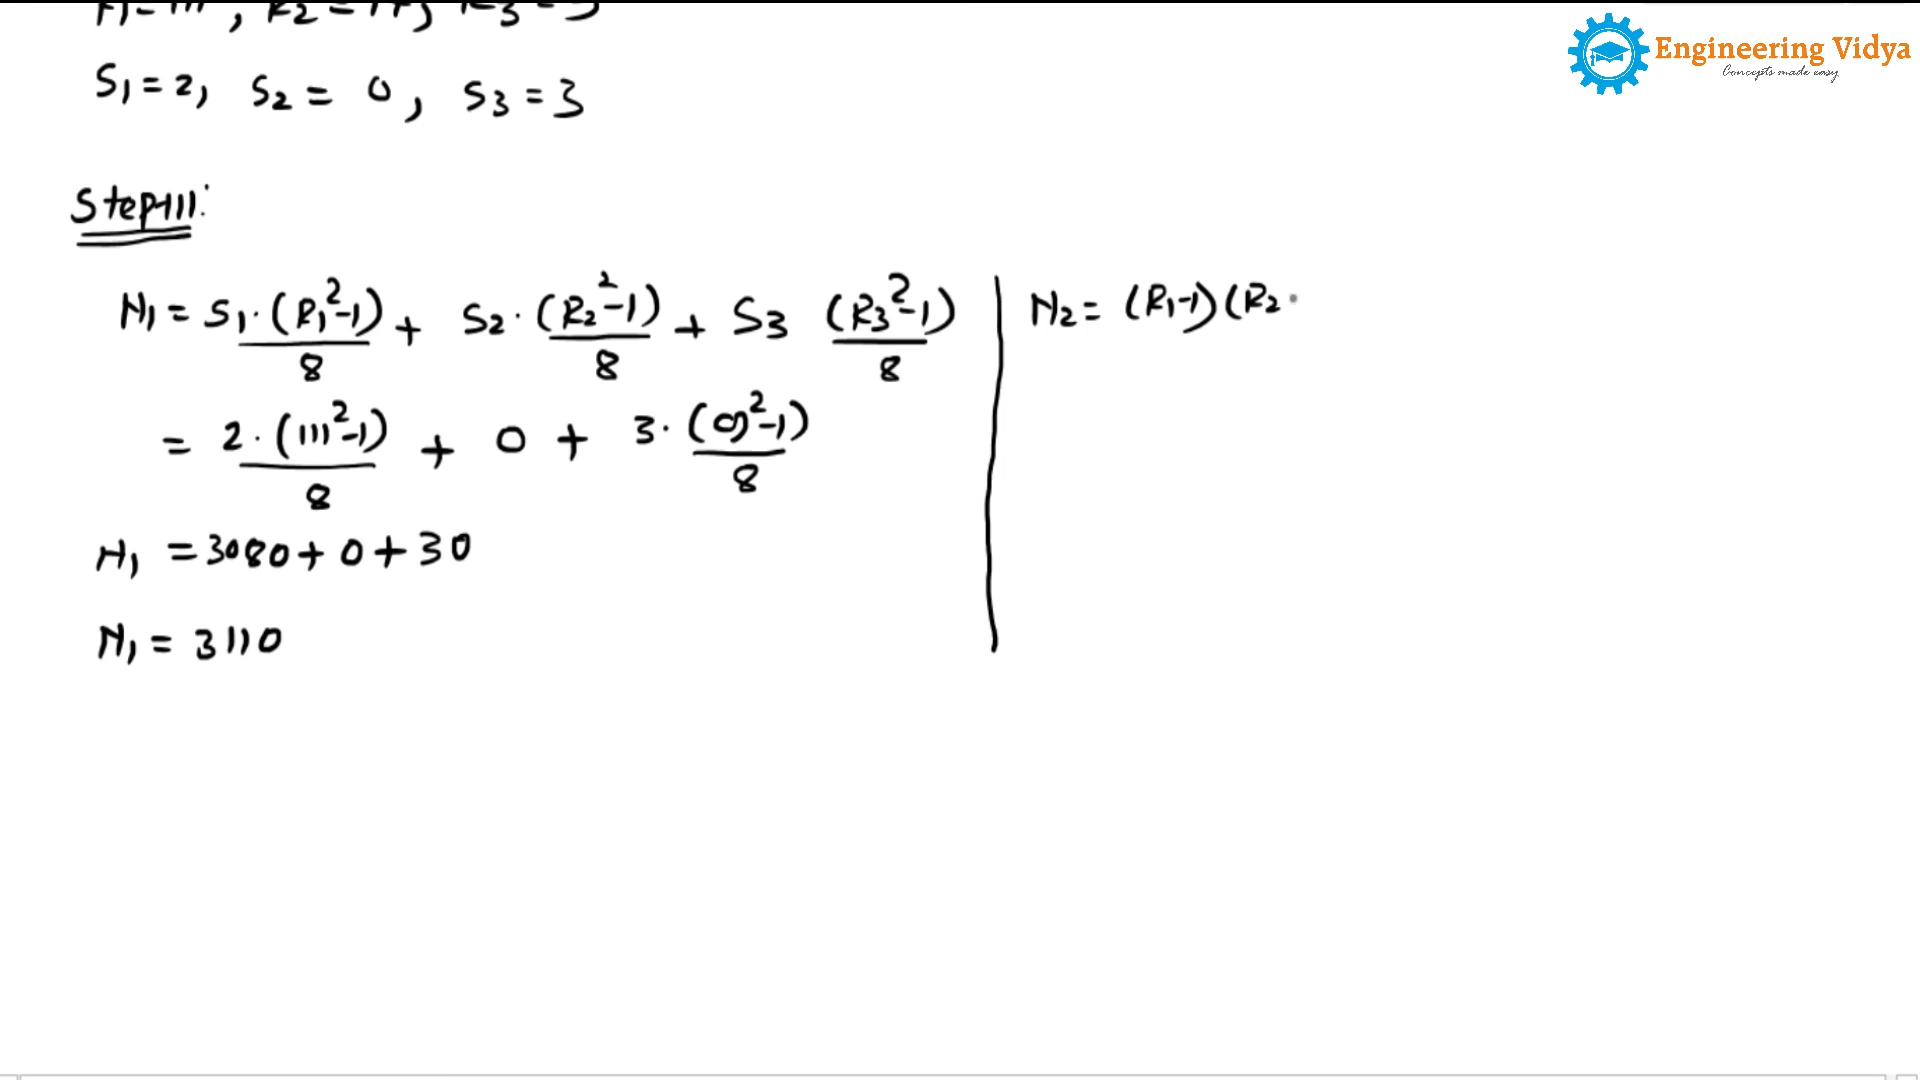 S₁ = 2, S₂ = 0, S₃ = 3
Engineering Vidya
Concepts made easy
Step-III:
N₁ = S₁ · (R₁² - 1)/8 + S₂ · (R₂² - 1)/8 + S₃ (R₃² - 1)/8
= 2 · (111² - 1)/8 + 0 + 3 · (9)² - 1)/8
N₁ = 3080 + 0 + 30
N₁ = 3110
N₂ = (R₁ - 1) (R₂ -